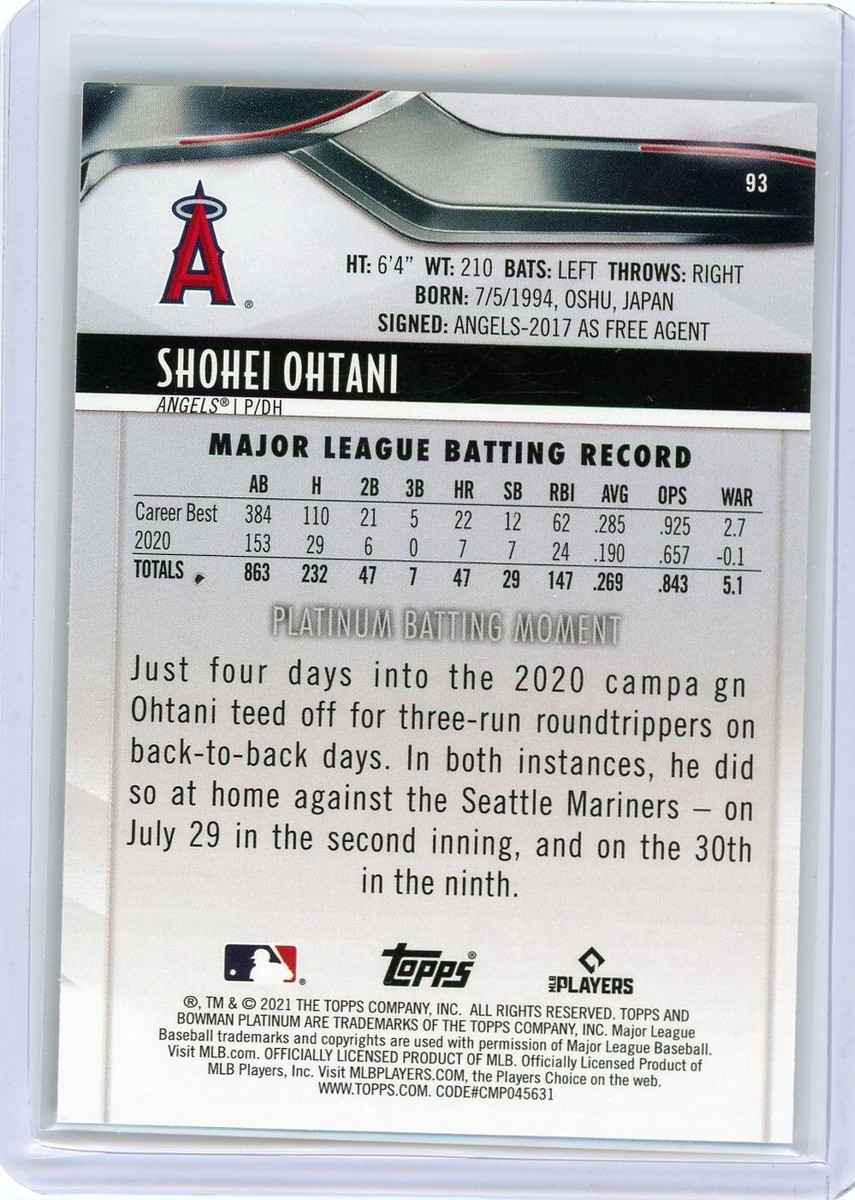 93
A®
HT: 6'4" WT: 210 BATS: LEFT THROWS: RIGHT
BORN: 7/5/1994, OSHU, JAPAN
SIGNED: ANGELS-2017 AS FREE AGENT
SHOHEI OHTANI
ANGELS® | P/DH
MAJOR LEAGUE BATTING RECORD
AB H 2B 3B HR SB RBI AVG OPS WAR
Career Best 384 110 21 5 22 12 62 .285 .925 2.7
2020 153 29 6 0 7 7 24 .190 .657 -0.1
TOTALS 863 232 47 7 47 29 147 .269 .843 5.1
PLATINUM BATTING MOMENT
Just four days into the 2020 campa gn
Ohtani teed off for three-run roundtrippers on
back-to-back days. In both instances, he did
so at home against the Seattle Mariners – on
July 29 in the second inning, and on the 30th
in the ninth.
topps® MLB PLAYERS
®, TM & © 2021 THE TOPPS COMPANY, INC. ALL RIGHTS RESERVED. TOPPS AND
BOWMAN PLATINUM ARE TRADEMARKS OF THE TOPPS COMPANY, INC. Major League
Baseball trademarks and copyrights are used with permission of Major League Baseball.
Visit MLB.com. OFFICIALLY LICENSED PRODUCT OF MLB. Officially Licensed Product of
MLB Players, Inc. Visit MLBPLAYERS.COM, the Players Choice on the web.
WWW.TOPPS.COM. CODE#CMP045631